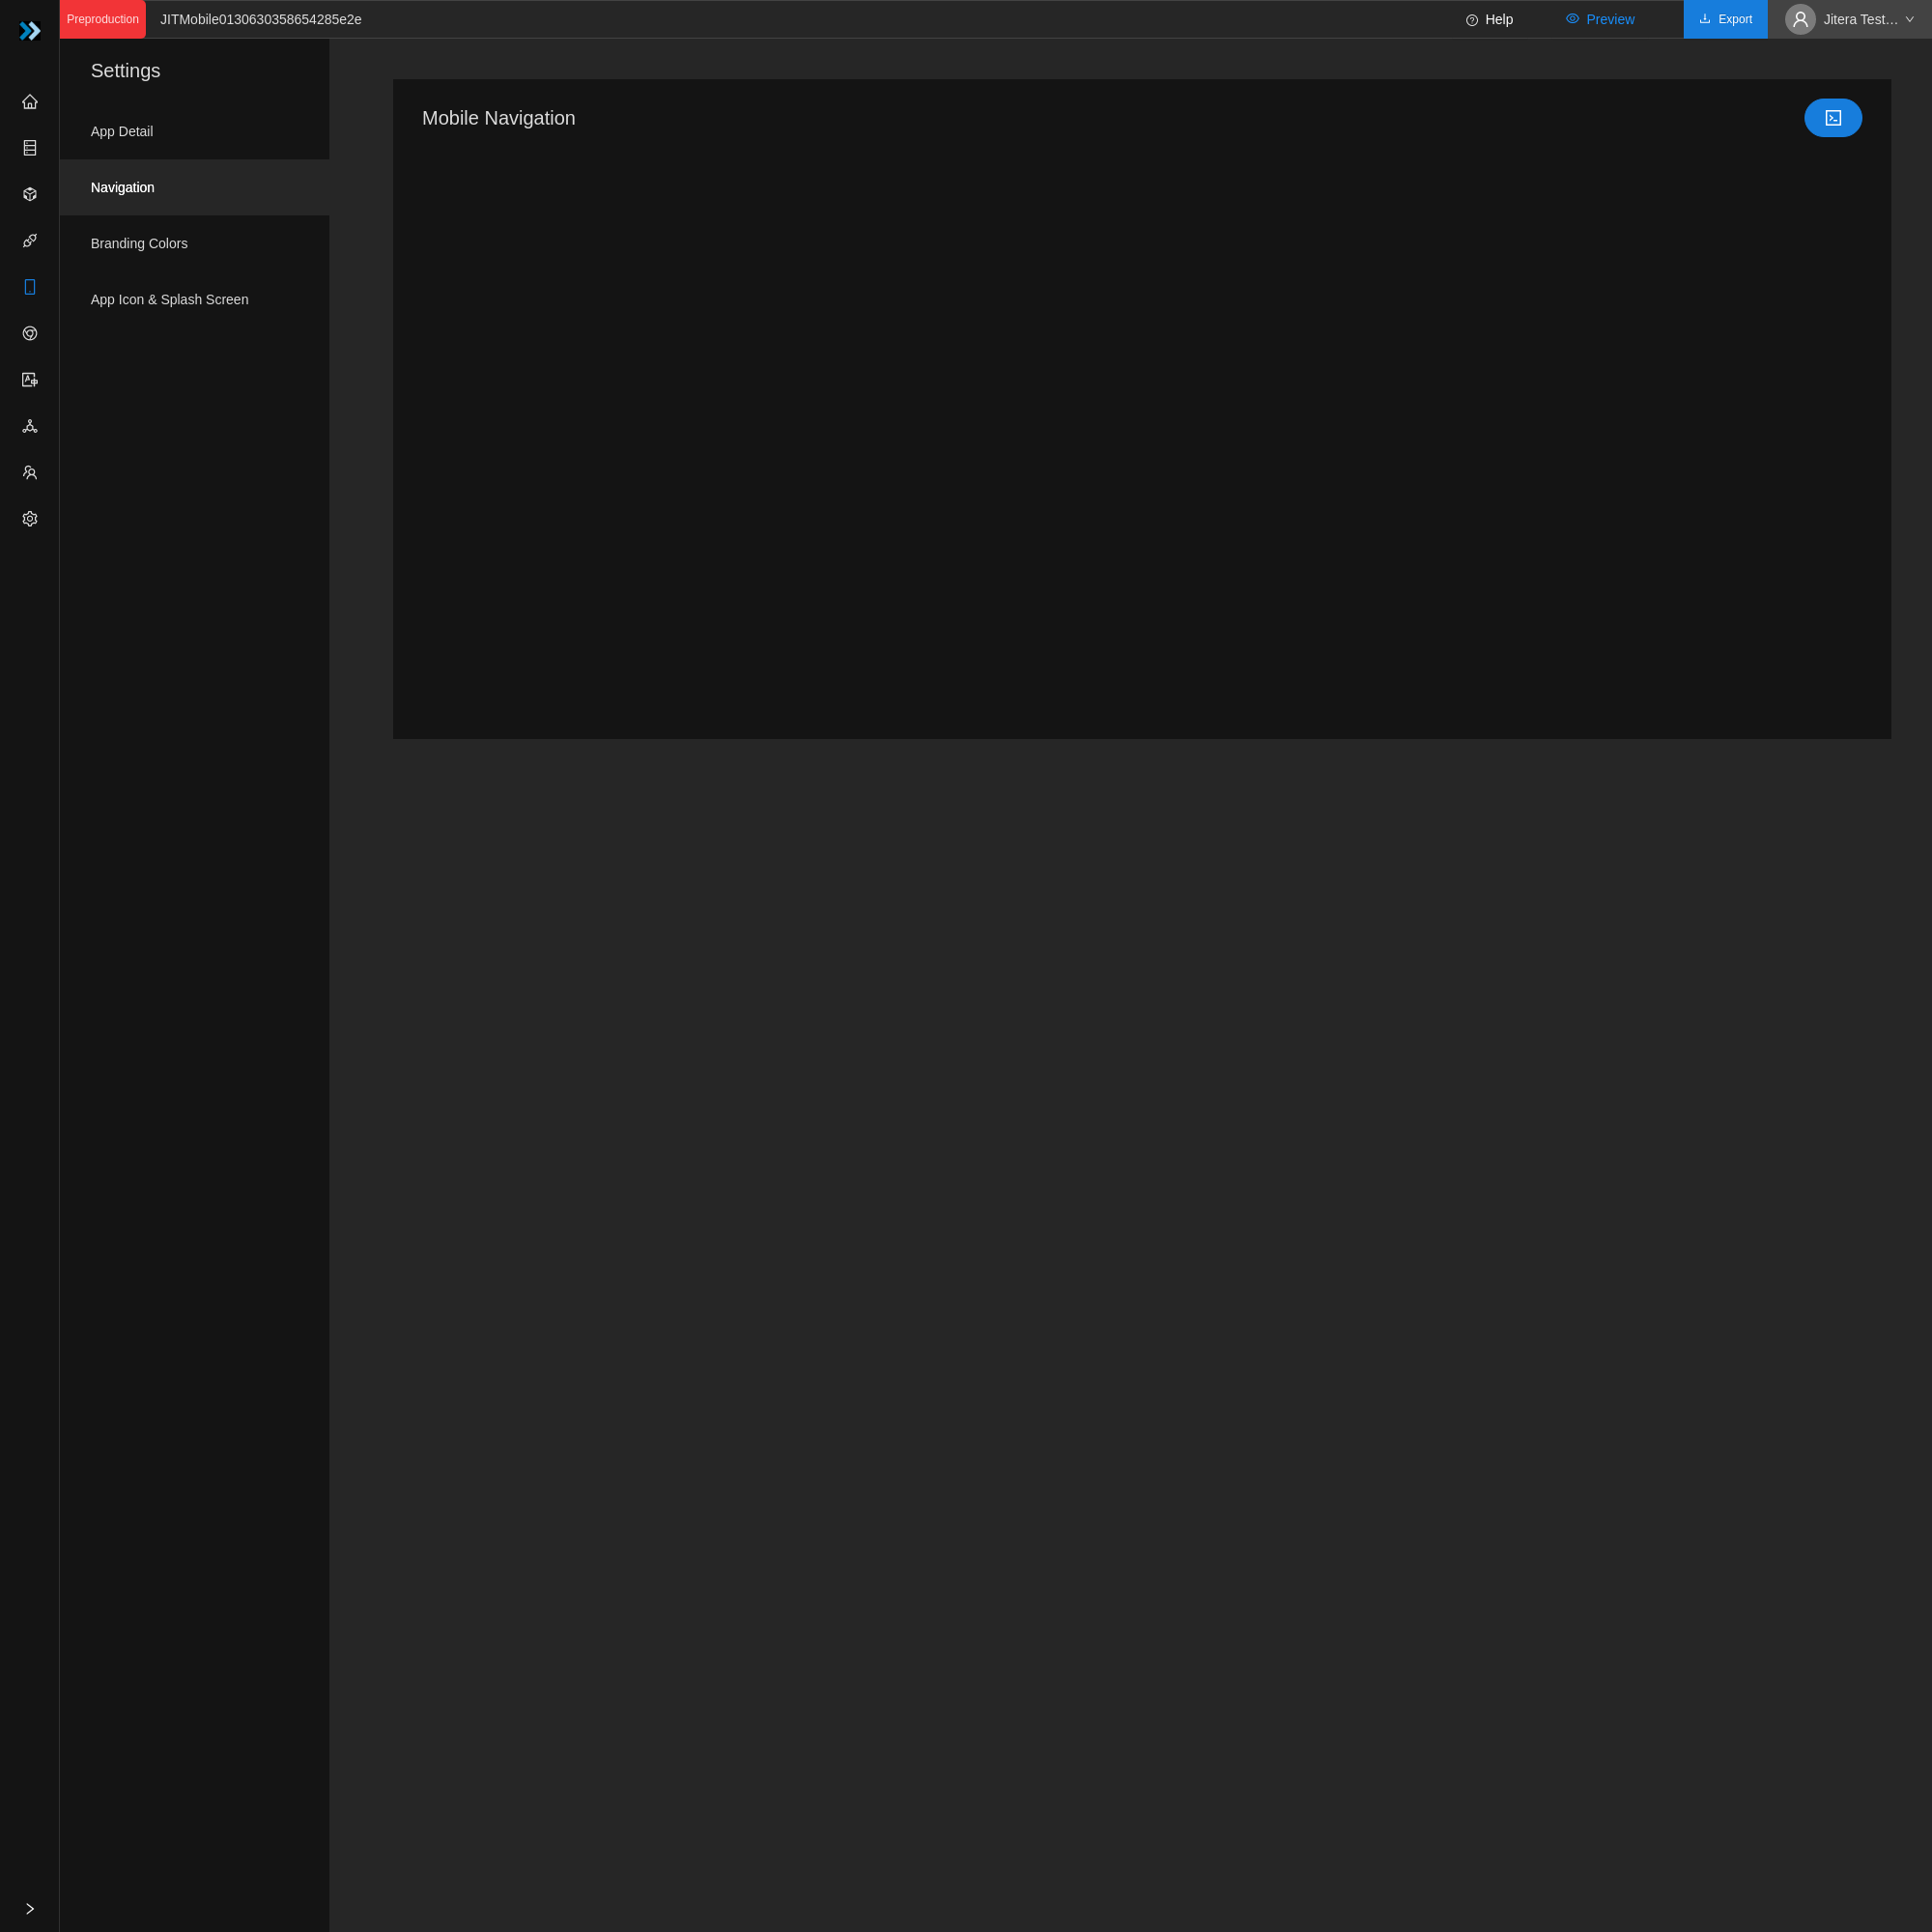 Preproduction
JITMobile0130630358654285e2e
Help
Preview
Export
Jitera Test…
Settings
App Detail
Navigation
Branding Colors
App Icon & Splash Screen
Mobile Navigation